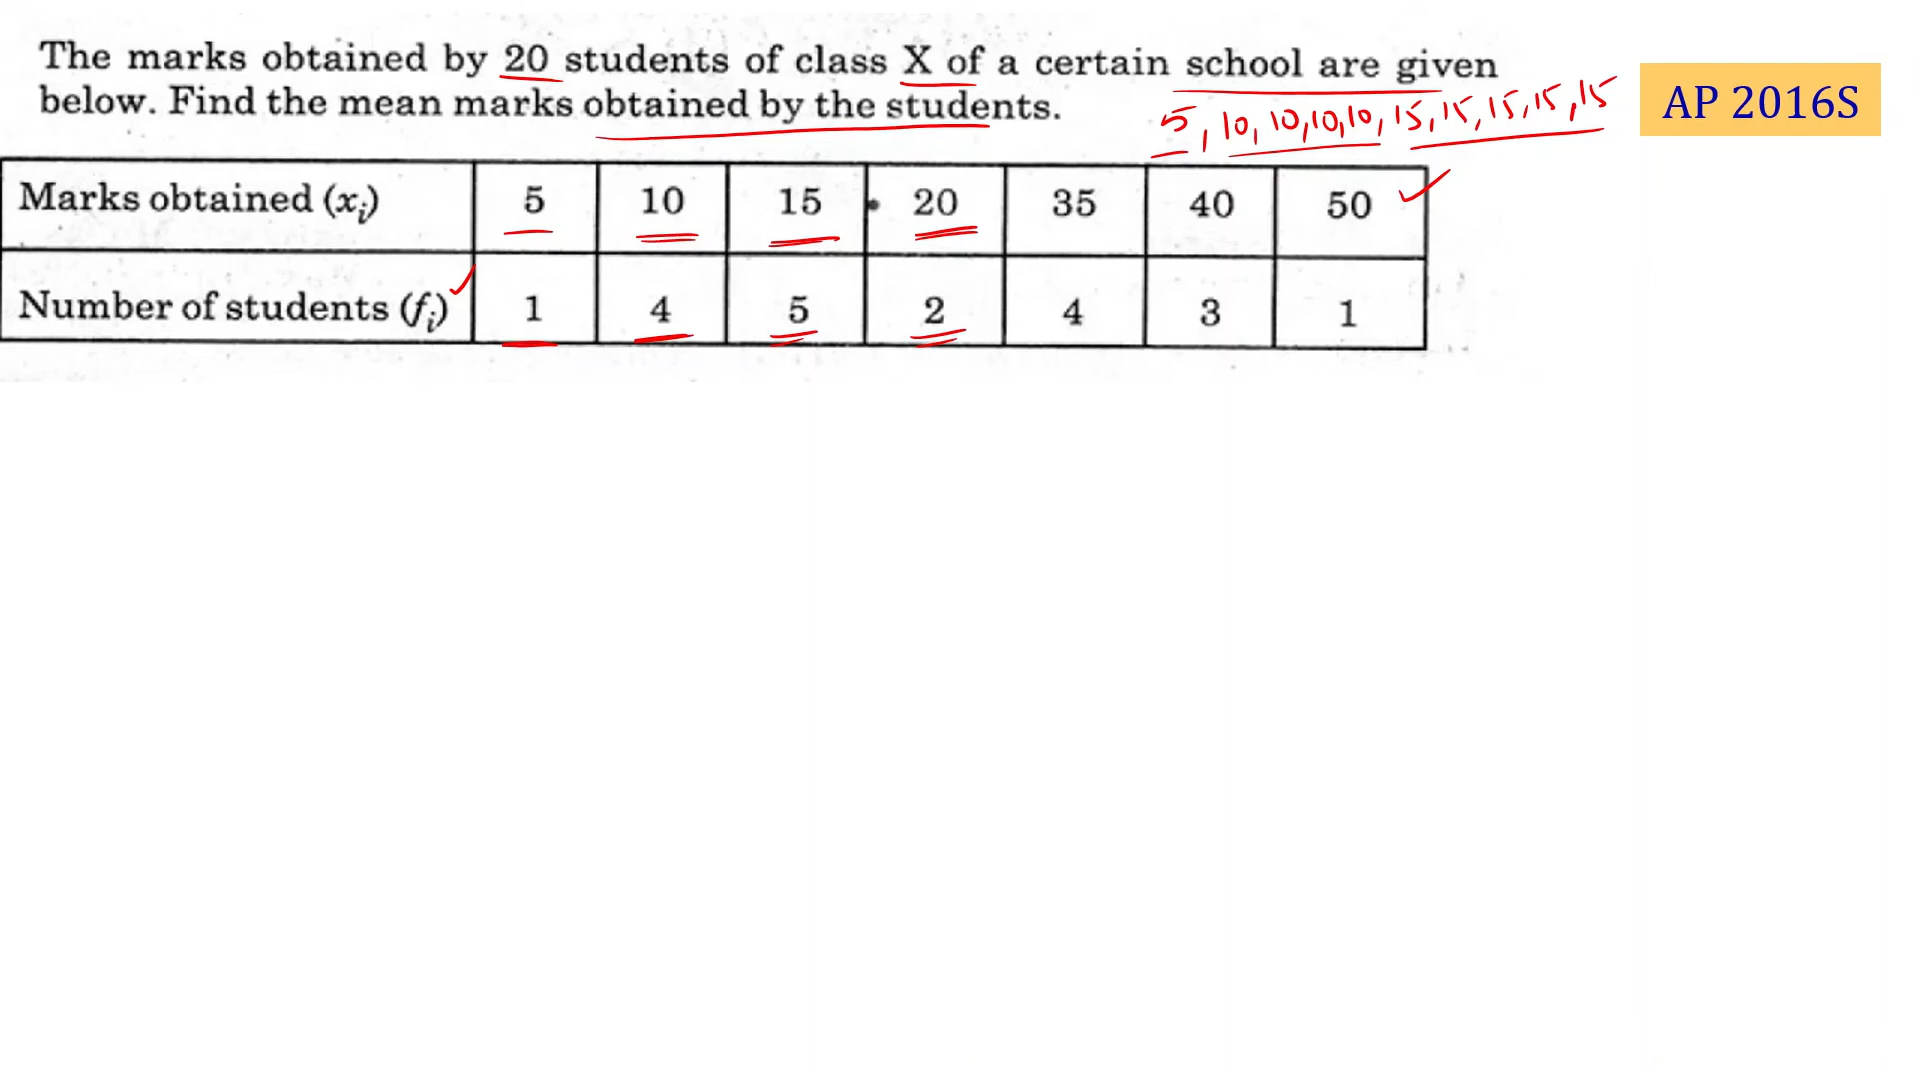 The marks obtained by 20 students of class X of a certain school are given
below. Find the mean marks obtained by the students.
5, 10, 10, 10, 10, 15, 15, 15, 15, 15
AP 2016S
Marks obtained (xᵢ) 5 10 15 20 35 40 50
Number of students (fᵢ) 1 4 5 2 4 3 1